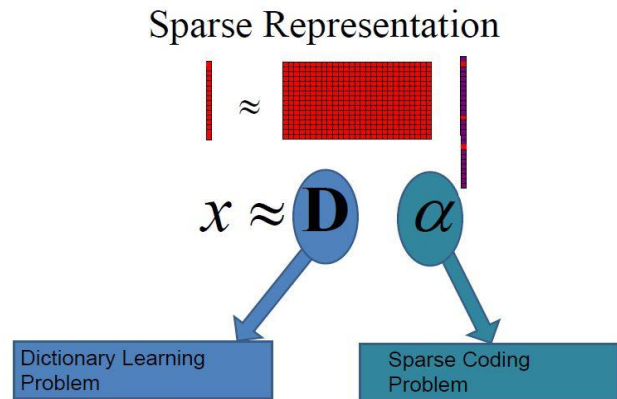 Sparse Representation
≈
x ≈ D α
Dictionary Learning
Problem
Sparse Coding
Problem